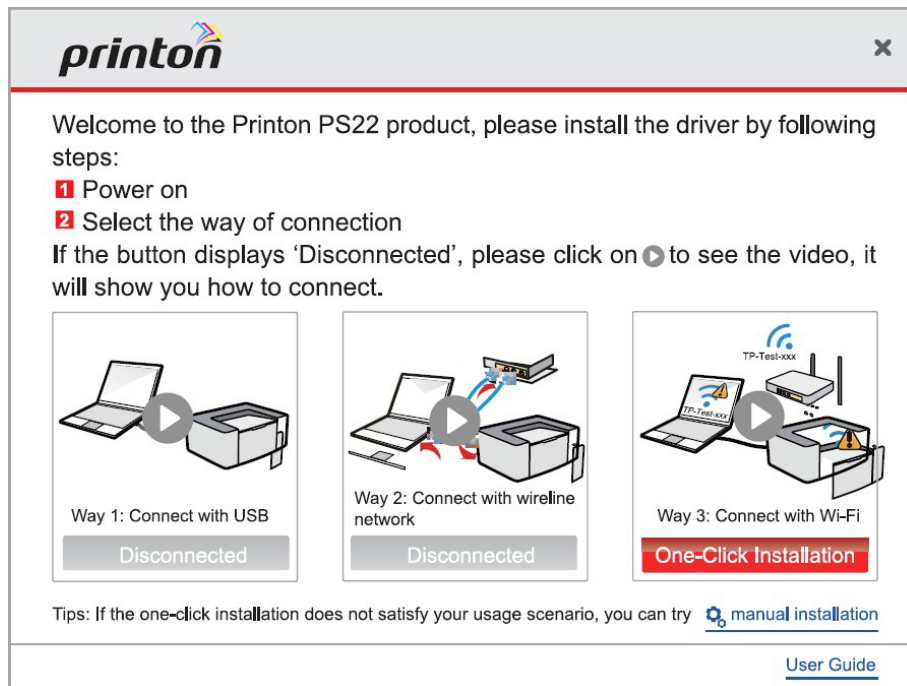 printon
Welcome to the Printon PS22 product, please install the driver by following
steps:
1 Power on
2 Select the way of connection
If the button displays ‘Disconnected’, please click on to see the video, it
will show you how to connect.
TP-Test-xxx
TP-Test-xxx
Way 1: Connect with USB
Disconnected
Way 2: Connect with wireline
network
Disconnected
Way 3: Connect with Wi-Fi
One-Click Installation
Tips: If the one-click installation does not satisfy your usage scenario, you can try manual installation
User Guide